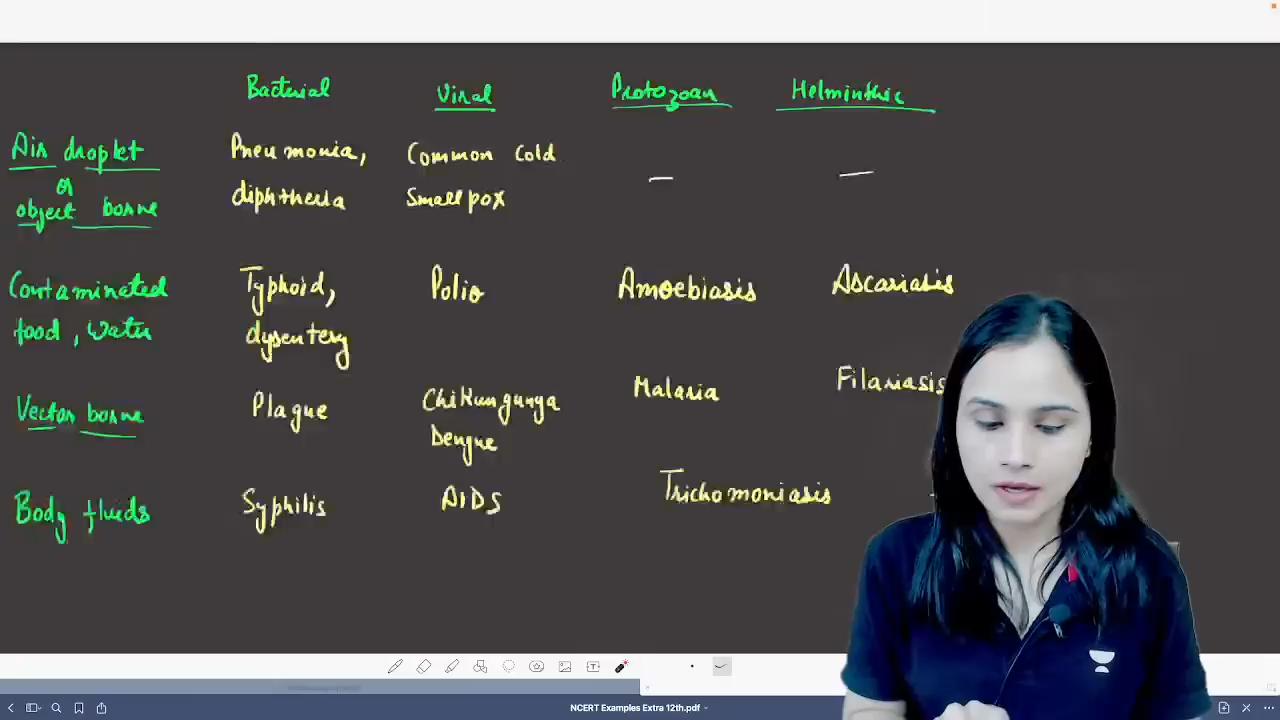 Bacterial Viral Protozoan Helminthic
Air droplet Pneumonia, Common Cold — —
or
object borne diphtheria Smallpox
Contaminated Typhoid, Polio Amoebiasis Ascariasis
food, Water dysentery
Vector borne Plague Chikungunya Malaria Filariasis
Dengue
Body fluids Syphilis AIDS Trichomoniasis
NCERT Examples Extra 12th.pdf